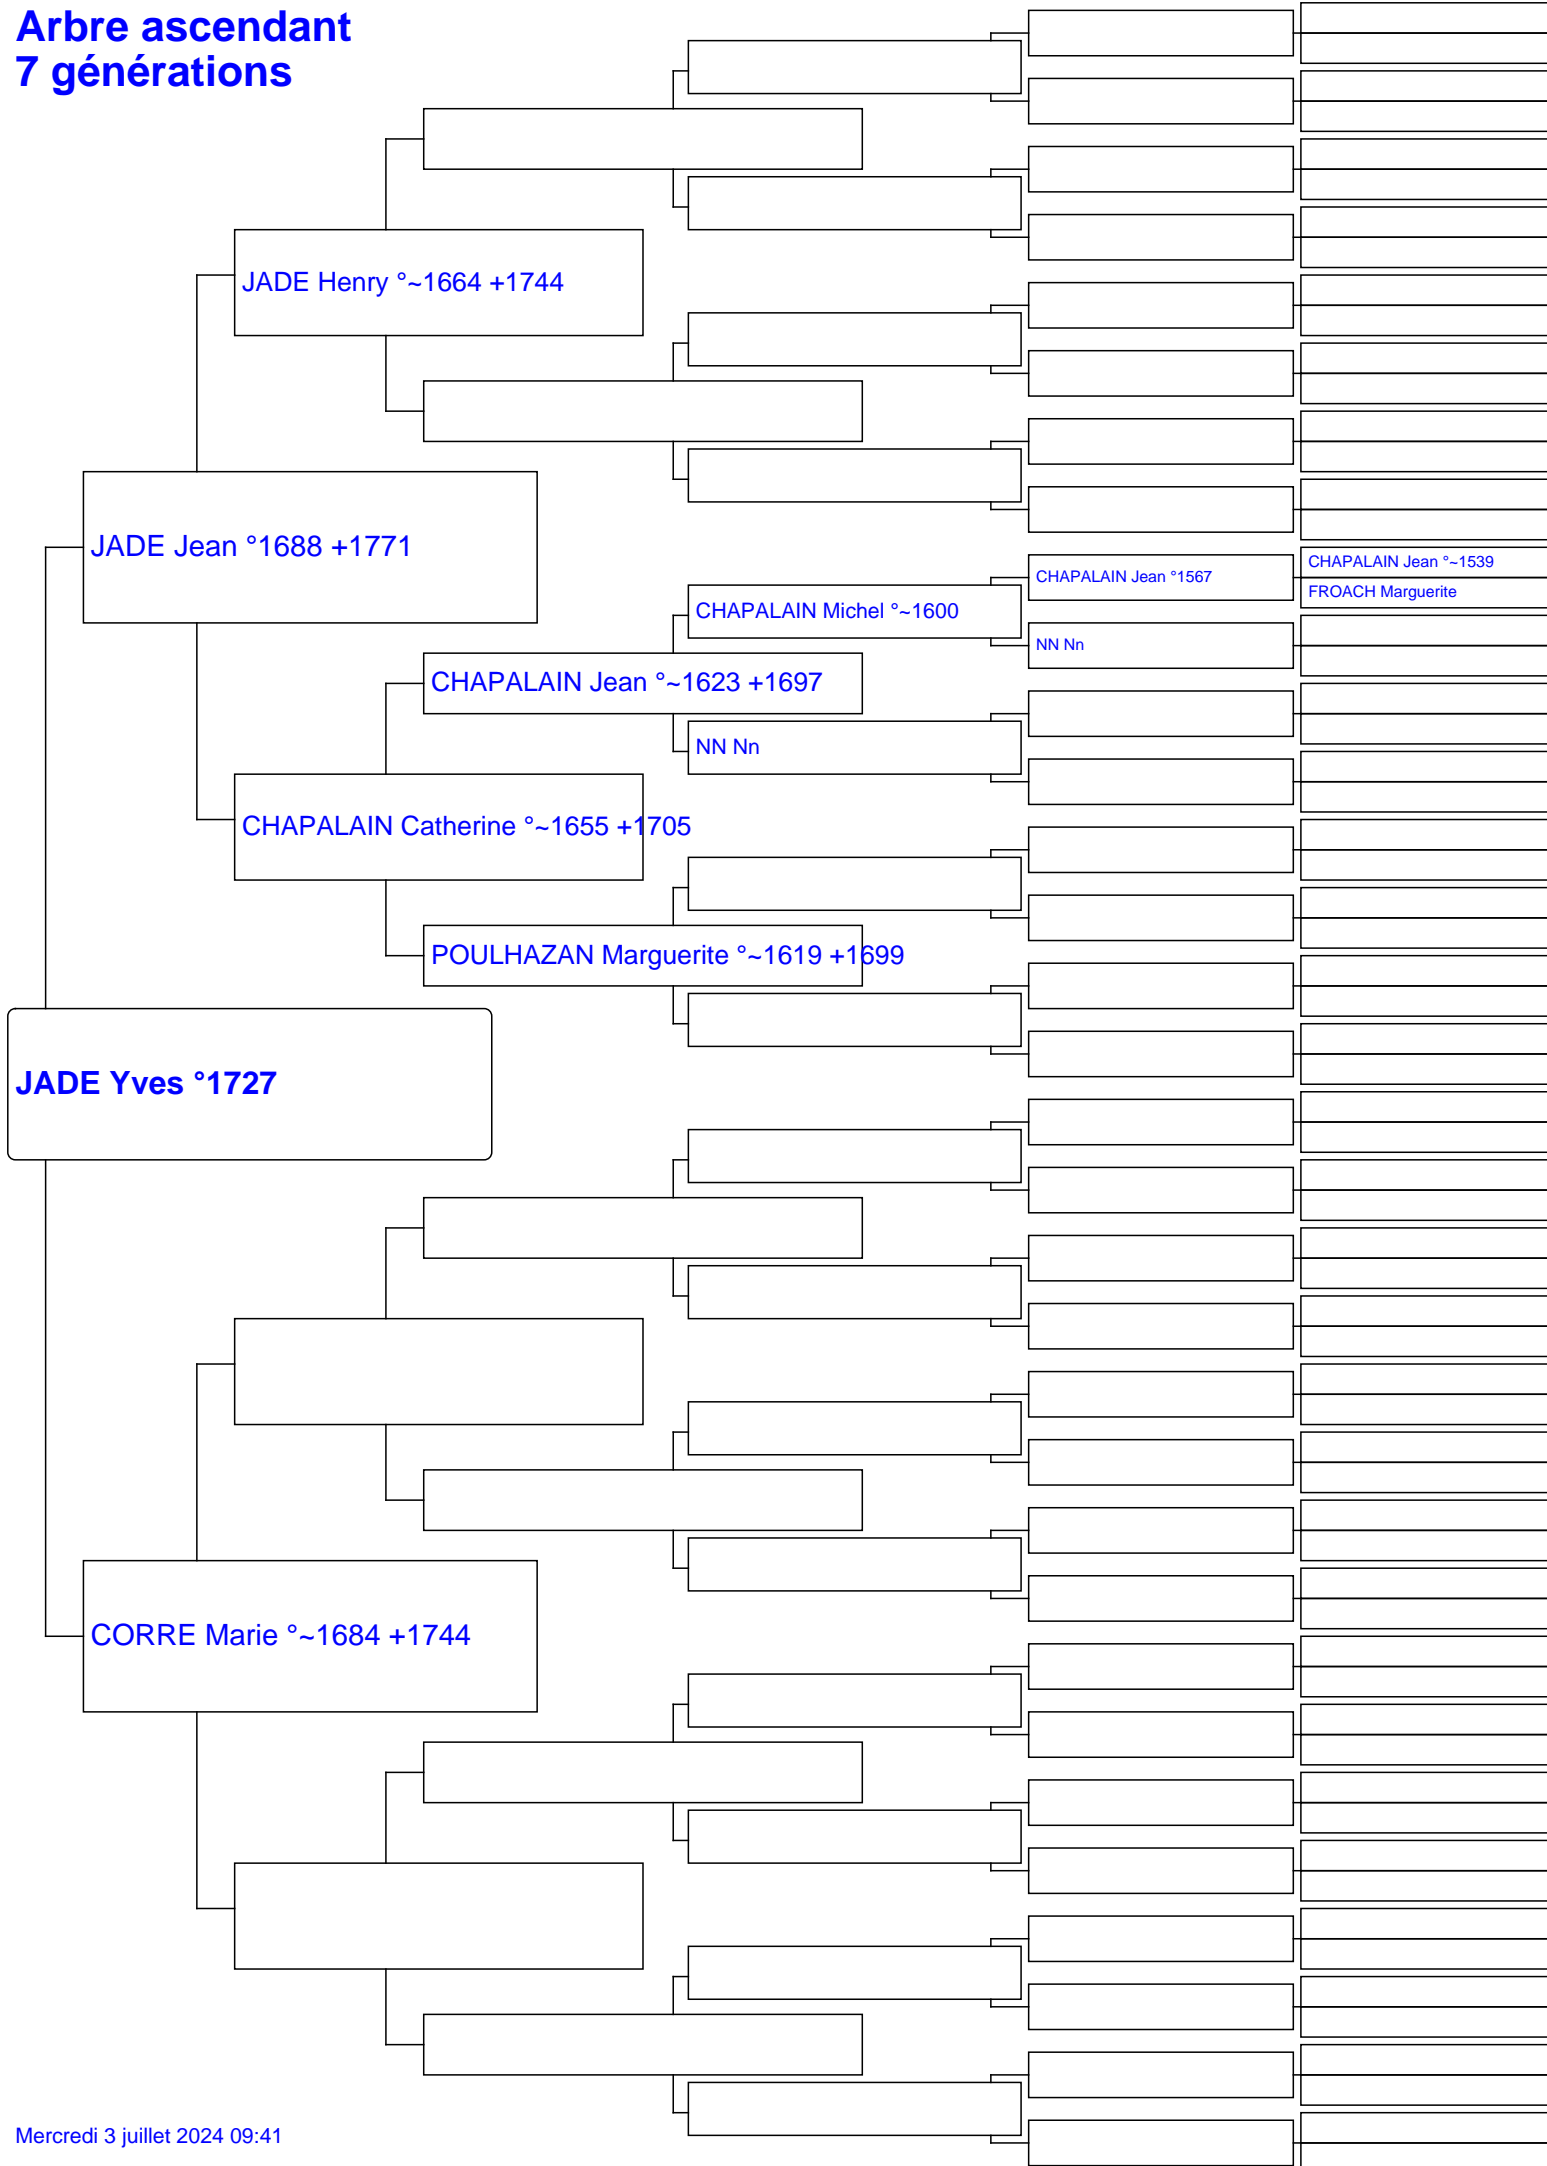 Arbre ascendant
7 générations
JADE Henry °~1664 +1744
JADE Jean °1688 +1771
CHAPALAIN Jean °~1539
CHAPALAIN Jean °1567
FROACH Marguerite
CHAPALAIN Michel °~1600
NN Nn
CHAPALAIN Jean °~1623 +1697
NN Nn
CHAPALAIN Catherine °~1655 +1705
POULHAZAN Marguerite °~1619 +1699
JADE Yves °1727
CORRE Marie °~1684 +1744
Mercredi 3 juillet 2024 09:41